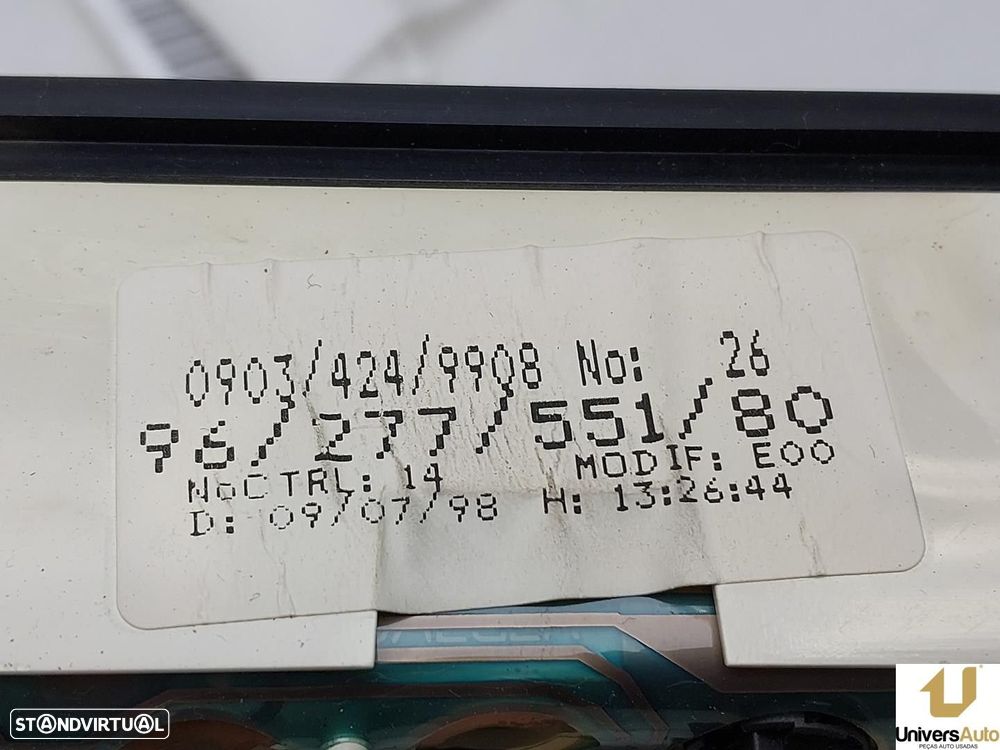 0903/424/9908 No: 26
96/277/551/80
NoCTRL: 14 MODIF: E00
D: 09/07/98 H: 13:26:44
STANDVIRTUAL
UniversAuto
PEÇAS AUTO USADAS